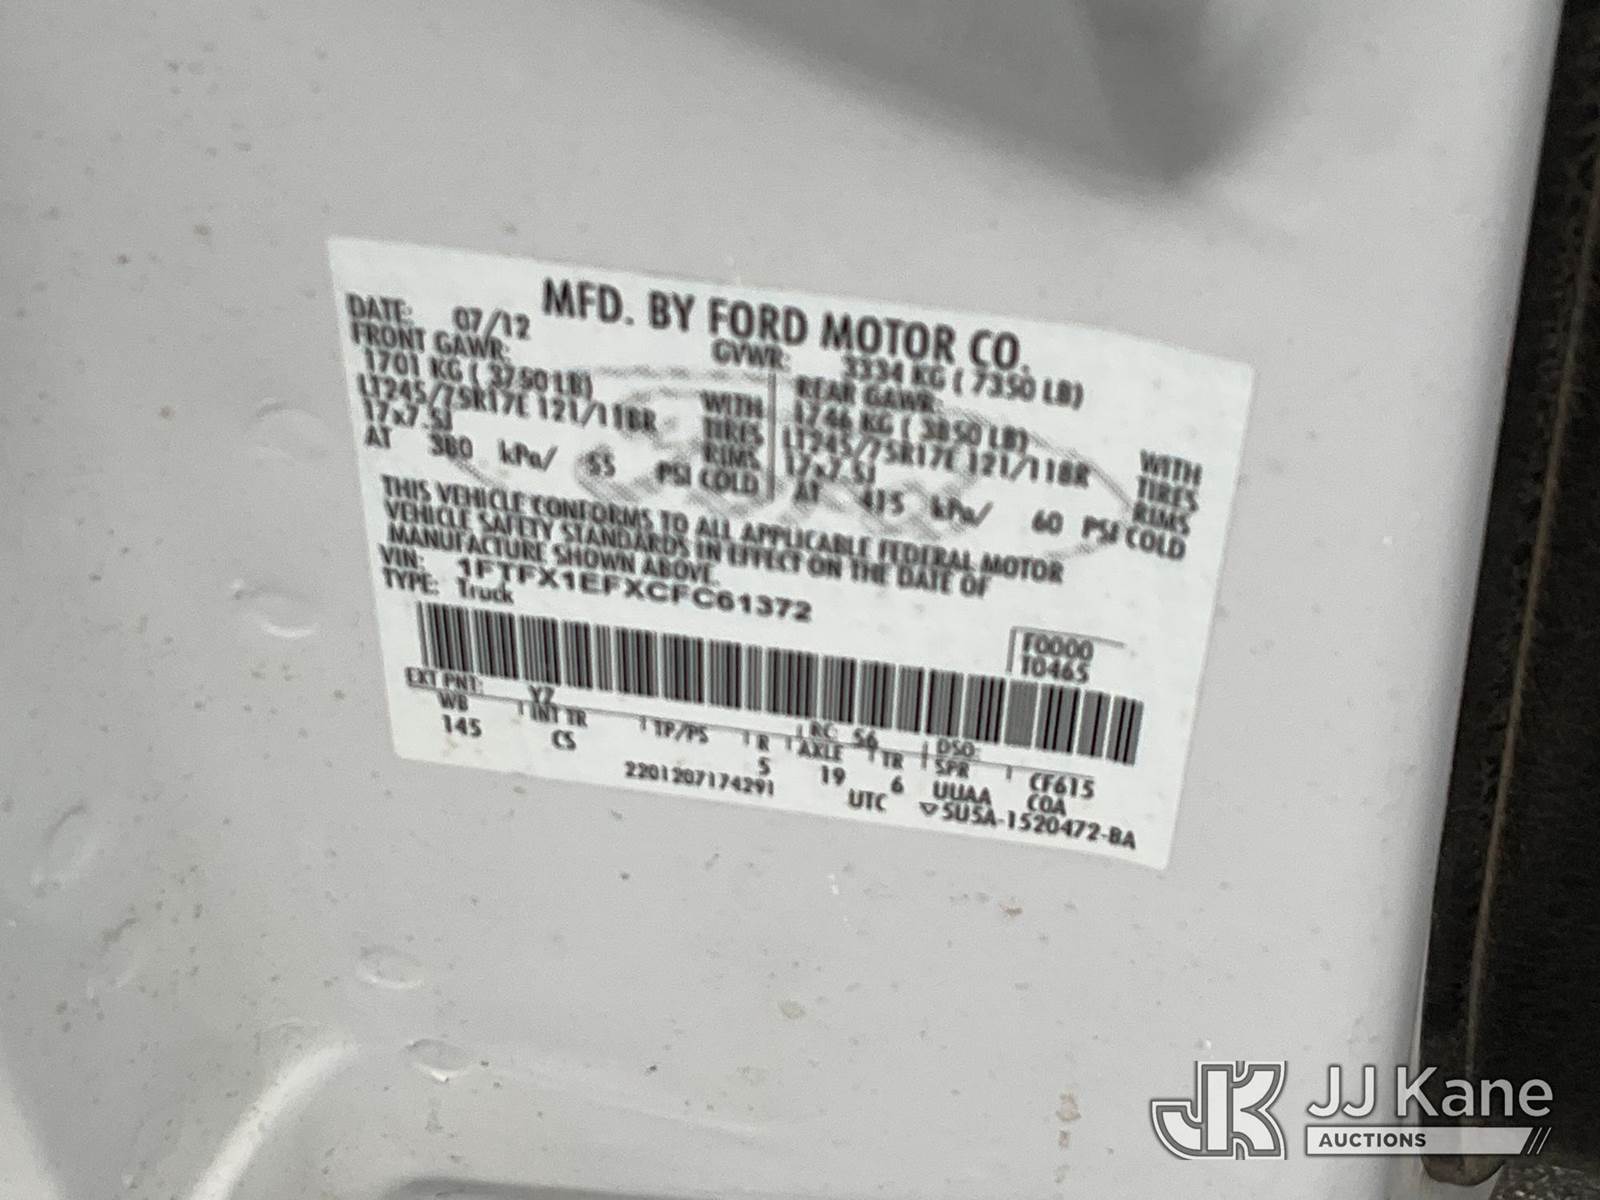 MFD. BY FORD MOTOR CO.
DATE: 07/12 GVWR: 3334 KG ( 7350 LB)
FRONT GAWR: REAR GAWR:
1701 KG ( 3750 LB) WITH 1746 KG ( 3850 LB) WITH
LT245/75R17E 121/118R TIRES LT245/75R17E 121/118R TIRES
17x7.5J RIMS 17x7.5J RIMS
AT 380 kPa/ 55 PSI COLD AT 415 kPa/ 60 PSI COLD
THIS VEHICLE CONFORMS TO ALL APPLICABLE FEDERAL MOTOR
VEHICLE SAFETY STANDARDS IN EFFECT ON THE DATE OF
MANUFACTURE SHOWN ABOVE.
VIN: 1FTFX1EFXCFC61372
TYPE: Truck
F0000
T0465
EXT PNT: YZ RC: 56 DSO:
WB INT TR TP/PS R AXLE TR SPR CF615
145 CS 5 19 6 UUAA COA
2201207174291 UTC ▽5U5A-1520472-BA
JK JJ Kane
AUCTIONS